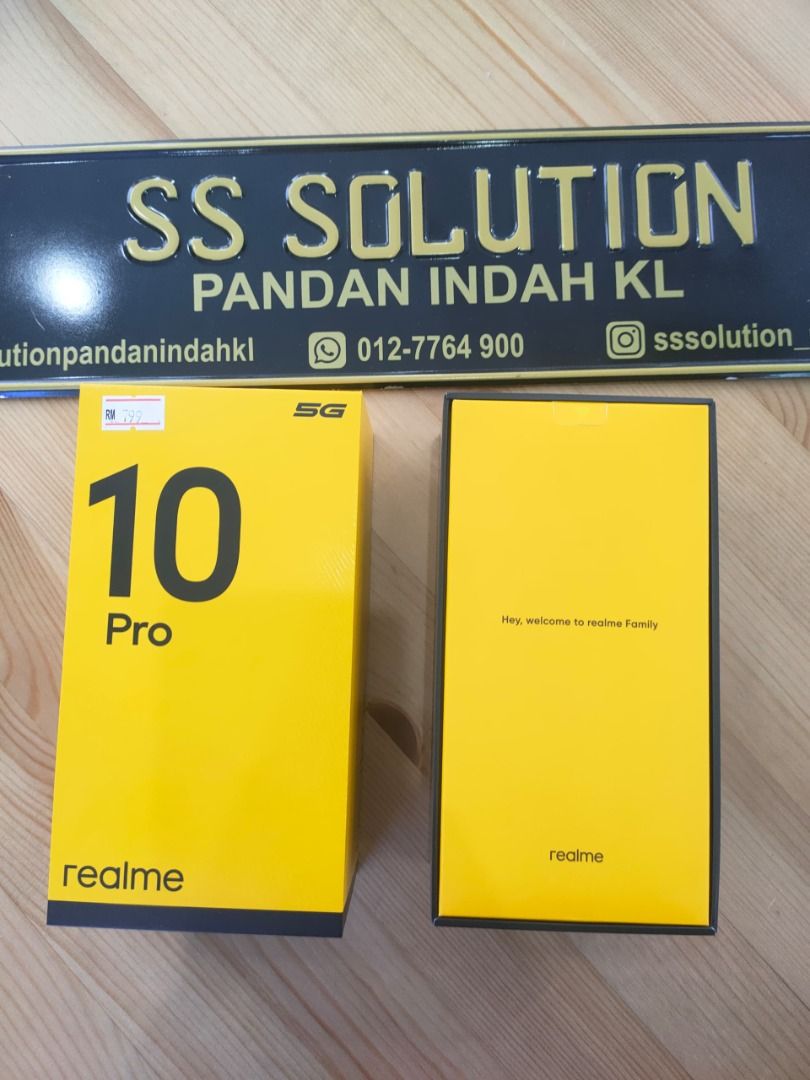 SS SOLUTION
PANDAN INDAH KL
utionpandanindahkl
012-7764 900
sssolution_
RM 799
5G
10
Pro
realme
Hey, welcome to realme Family
realme